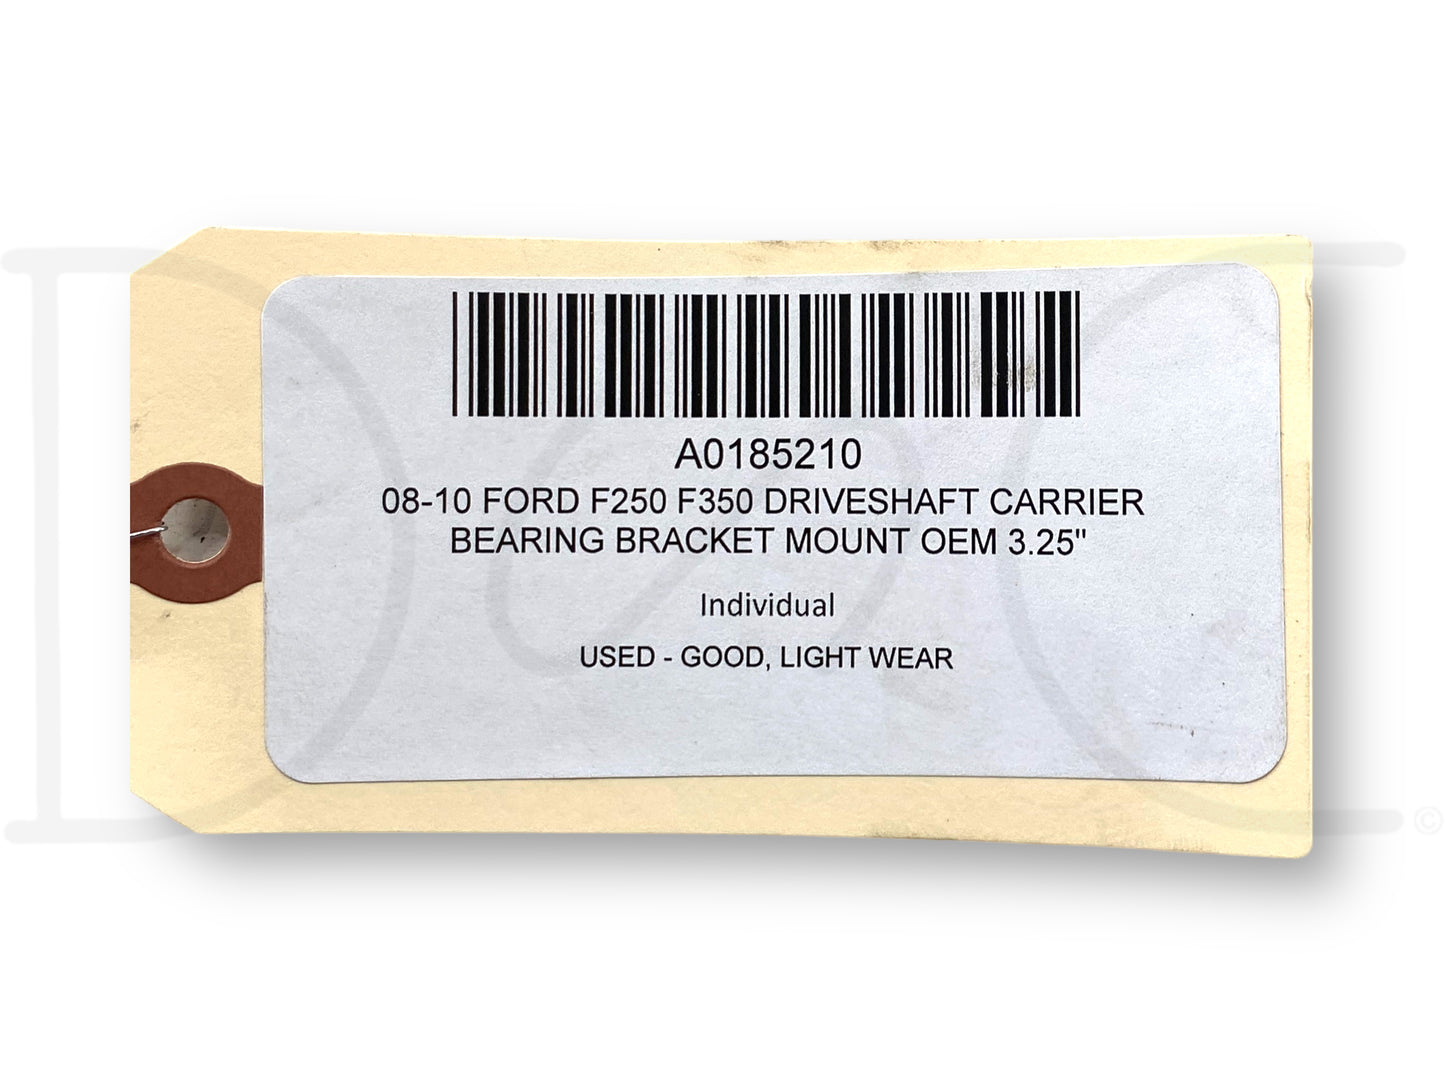 A0185210
08-10 FORD F250 F350 DRIVESHAFT CARRIER
BEARING BRACKET MOUNT OEM 3.25"
Individual
USED - GOOD, LIGHT WEAR
©